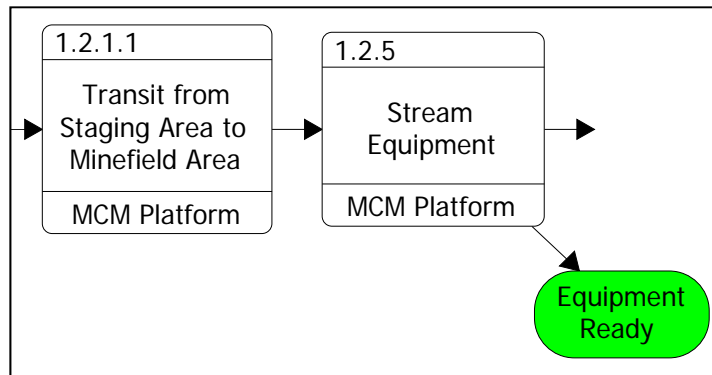 1.2.1.1
Transit from
Staging Area to
Minefield Area
MCM Platform
1.2.5
Stream
Equipment
MCM Platform
Equipment
Ready